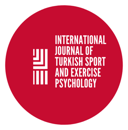 INTERNATIONAL
JOURNAL OF
TURKISH SPORT
AND EXERCISE
PSYCHOLOGY